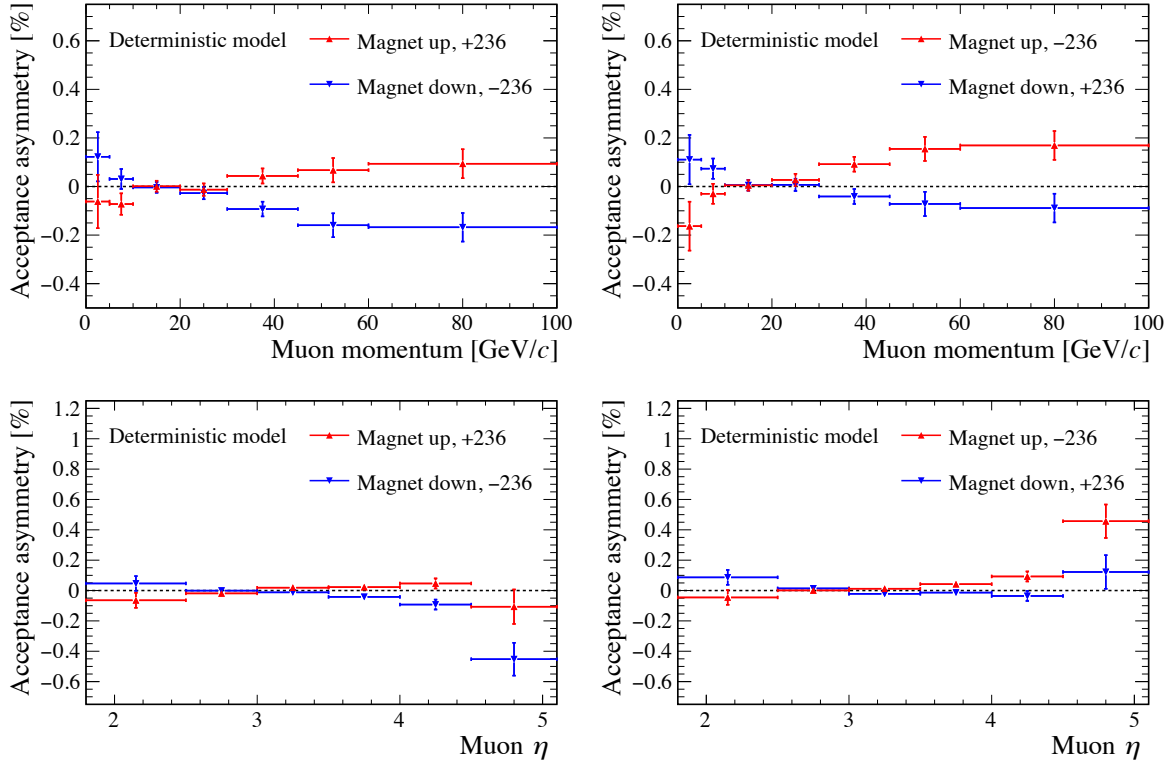 Acceptance asymmetry [%]
0.6
0.4
0.2
0
−0.2
−0.4
Deterministic model
Magnet up, +236
Magnet down, −236
0
20
40
60
80
100
Muon momentum [GeV/c]
Acceptance asymmetry [%]
0.6
0.4
0.2
0
−0.2
−0.4
Deterministic model
Magnet up, -236
Magnet down, +236
0
20
40
60
80
100
Muon momentum [GeV/c]
Acceptance asymmetry [%]
1.2
1
0.8
0.6
0.4
0.2
0
−0.2
−0.4
−0.6
Deterministic model
Magnet up, +236
Magnet down, −236
2
3
4
5
Muon η
Acceptance asymmetry [%]
1.2
1
0.8
0.6
0.4
0.2
0
−0.2
−0.4
−0.6
Deterministic model
Magnet up, -236
Magnet down, +236
2
3
4
5
Muon η